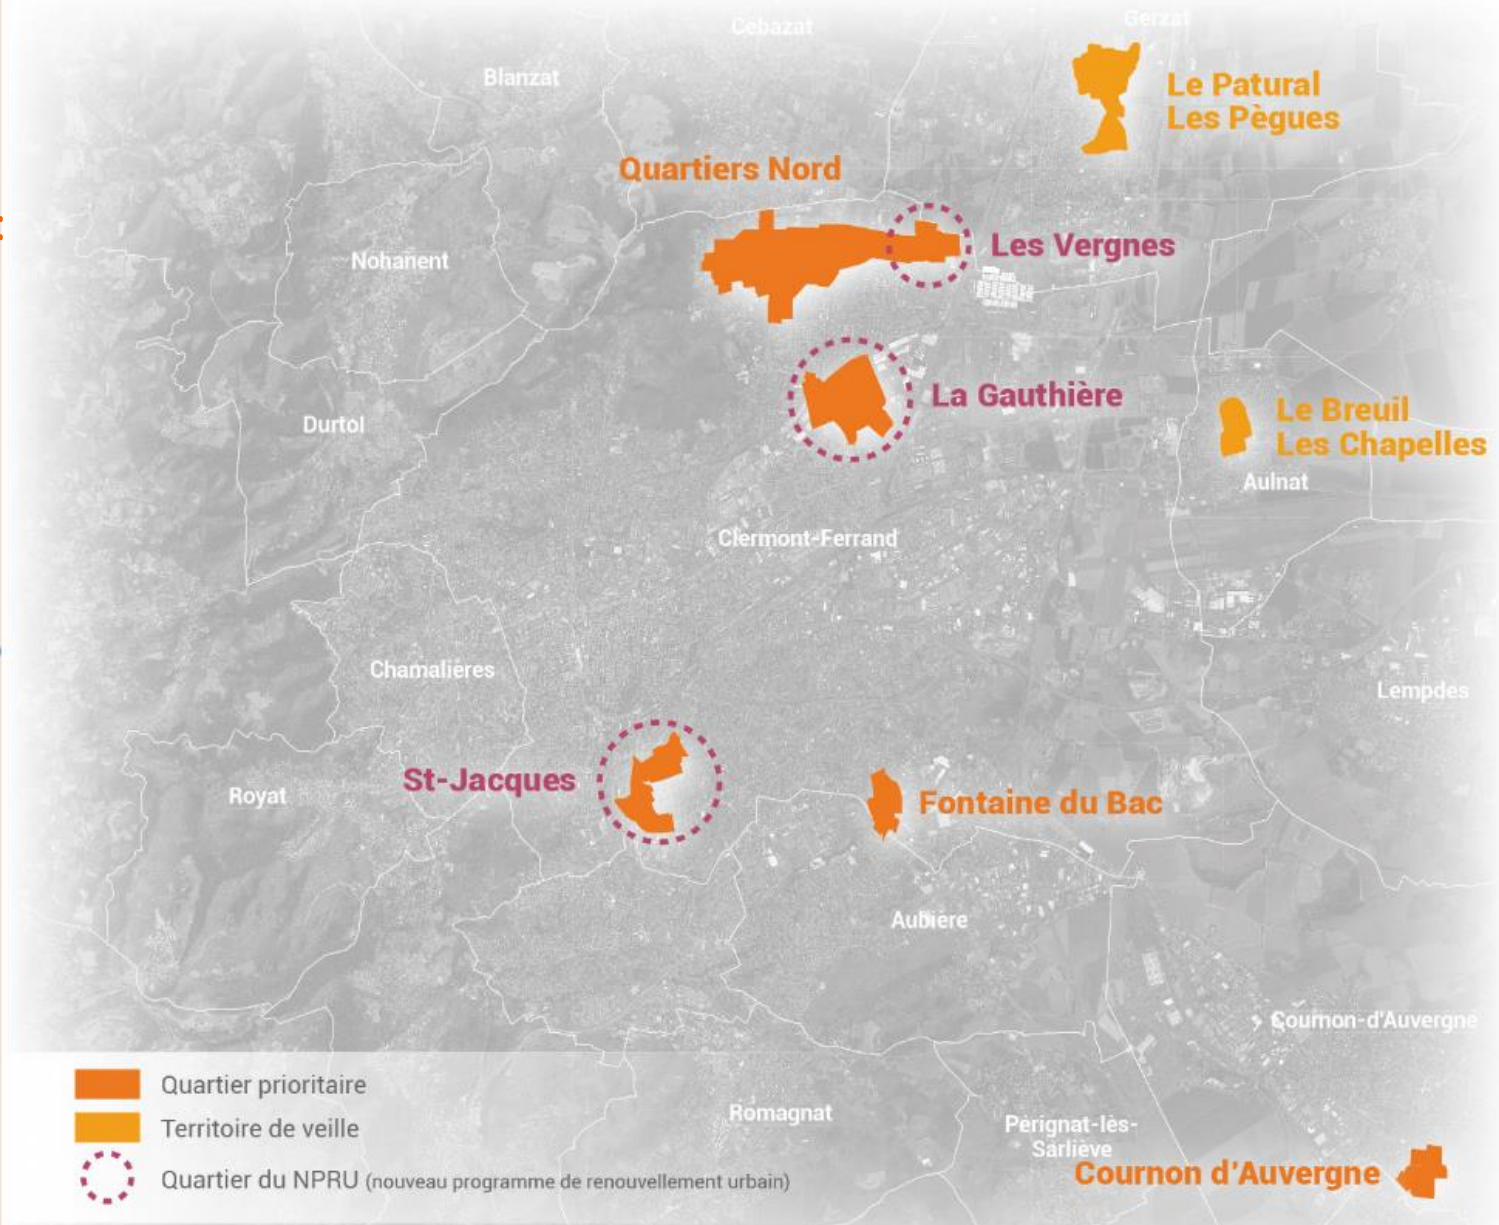 Cébazat
Gerzat
Blanzat
Le Patural
Les Pègues
Quartiers Nord
Les Vergnes
Nohanent
La Gauthière
Le Breuil
Les Chapelles
Durtol
Aulnat
Clermont-Ferrand
Chamalières
Lempdes
St-Jacques
Royat
Fontaine du Bac
Aubière
Cournon-d'Auvergne
Quartier prioritaire
Romagnat
Pérignat-lès-
Sarliève
Territoire de veille
Cournon d'Auvergne
Quartier du NPRU (nouveau programme de renouvellement urbain)